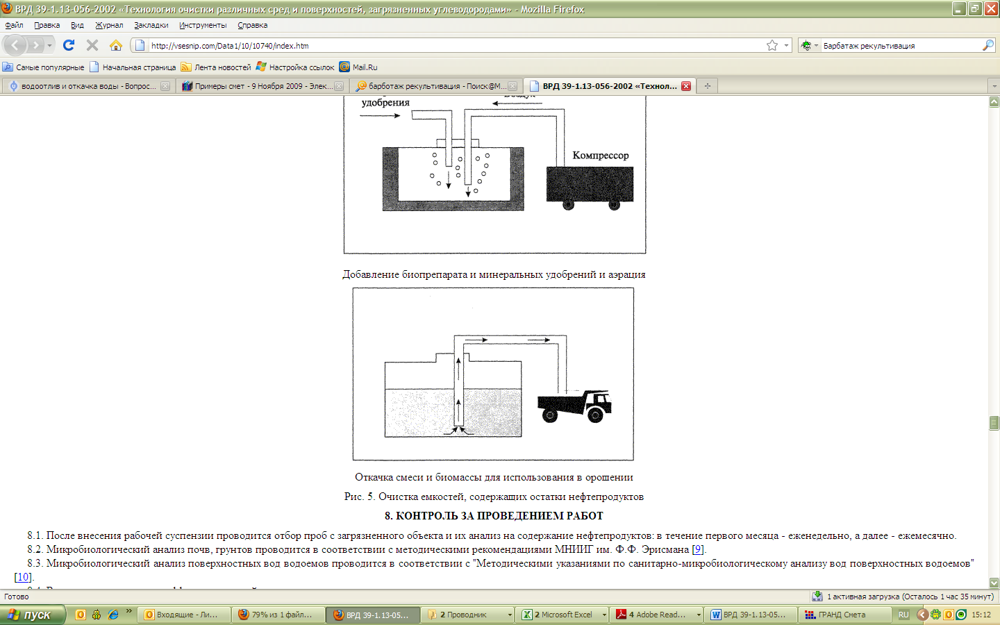 ВРД 39-1.13-056-2002 «Технология очистки различных сред и поверхностей, загрязненных углеводородами» - Mozilla Firefox
Файл Правка Вид Журнал Закладки Инструменты Справка
http://vsesnip.com/Data1/10/10740/index.htm
Барбатаж рекультивация
Самые популярные Начальная страница Лента новостей Настройка ссылок Mail.Ru
водоотлив и откачка воды - Вопрос... Примеры смет - 9 Ноября 2009 - Элек... барботаж рекультивация - Поиск@M... ВРД 39-1.13-056-2002 «Технол...
удобрения
Воздух
Компрессор
Добавление биопрепарата и минеральных удобрений и аэрация
Откачка смеси и биомассы для использования в орошении
Рис. 5. Очистка емкостей, содержащих остатки нефтепродуктов
8. КОНТРОЛЬ ЗА ПРОВЕДЕНИЕМ РАБОТ
8.1. После внесения рабочей суспензии проводится отбор проб с загрязненного объекта и их анализ на содержание нефтепродуктов: в течение первого месяца - еженедельно, а далее - ежемесячно.
8.2. Микробиологический анализ почв, грунтов проводится в соответствии с методическими рекомендациями МНИИГ им. Ф.Ф. Эрисмана [9].
8.3. Микробиологический анализ поверхностных вод водоемов проводится в соответствии с "Методическими указаниями по санитарно-микробиологическому анализу вод поверхностных водоемов"
[10].
Готово
1 активная загрузка (Осталось 1 час 35 минут)
пуск
Входящие - Ли... 79% из 1 файл... ВРД 39-1.13-05... 2 Проводник 2 Microsoft Excel 4 Adobe Read... ВРД 39-1.13-05... ГРАНД Смета RU 15:12